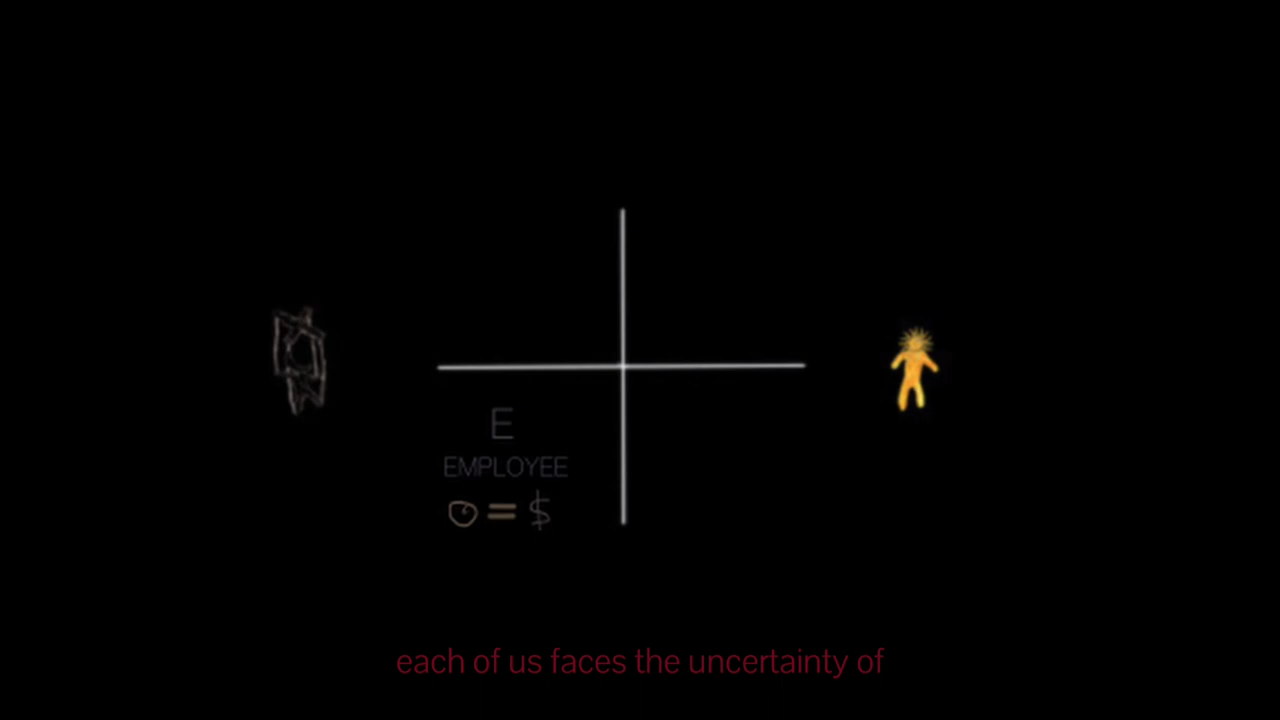 E
EMPLOYEE
= $
each of us faces the uncertainty of